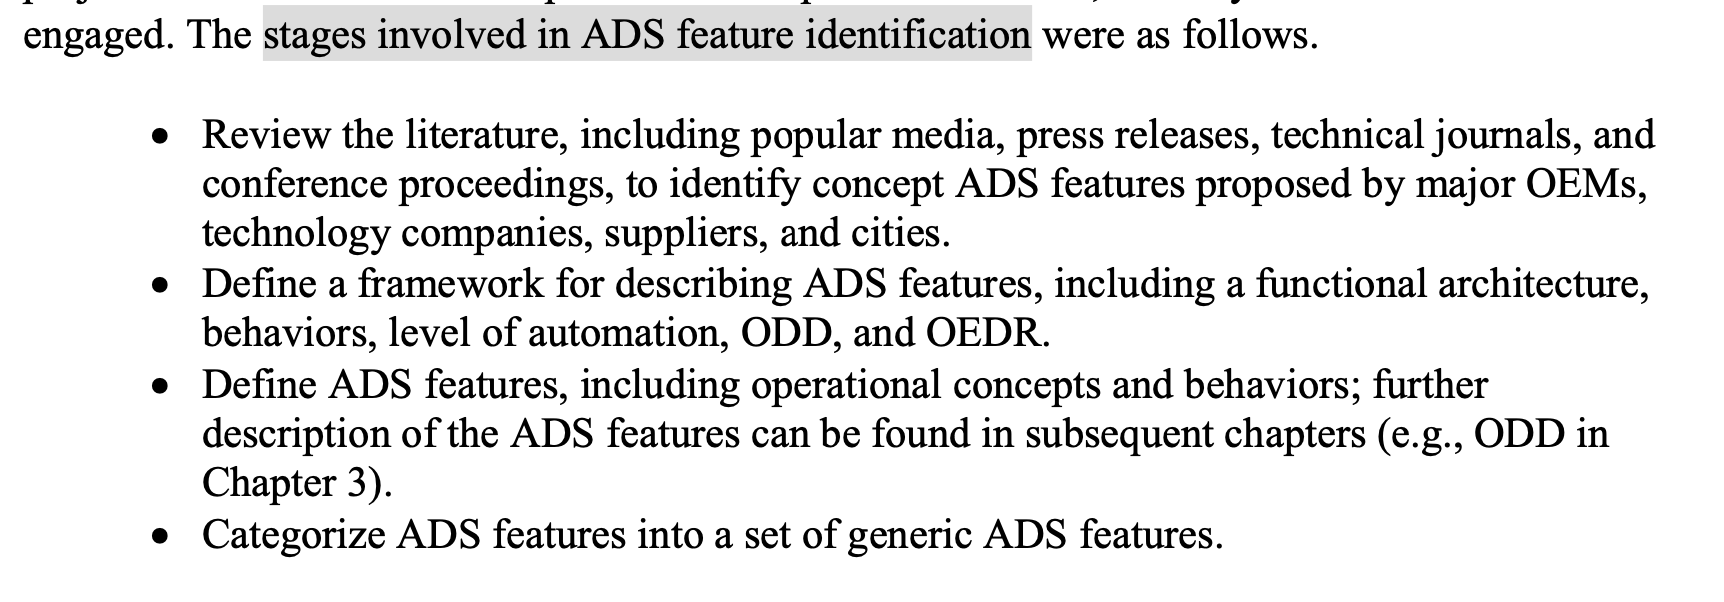 engaged. The stages involved in ADS feature identification were as follows.
• Review the literature, including popular media, press releases, technical journals, and
conference proceedings, to identify concept ADS features proposed by major OEMs,
technology companies, suppliers, and cities.
• Define a framework for describing ADS features, including a functional architecture,
behaviors, level of automation, ODD, and OEDR.
• Define ADS features, including operational concepts and behaviors; further
description of the ADS features can be found in subsequent chapters (e.g., ODD in
Chapter 3).
• Categorize ADS features into a set of generic ADS features.